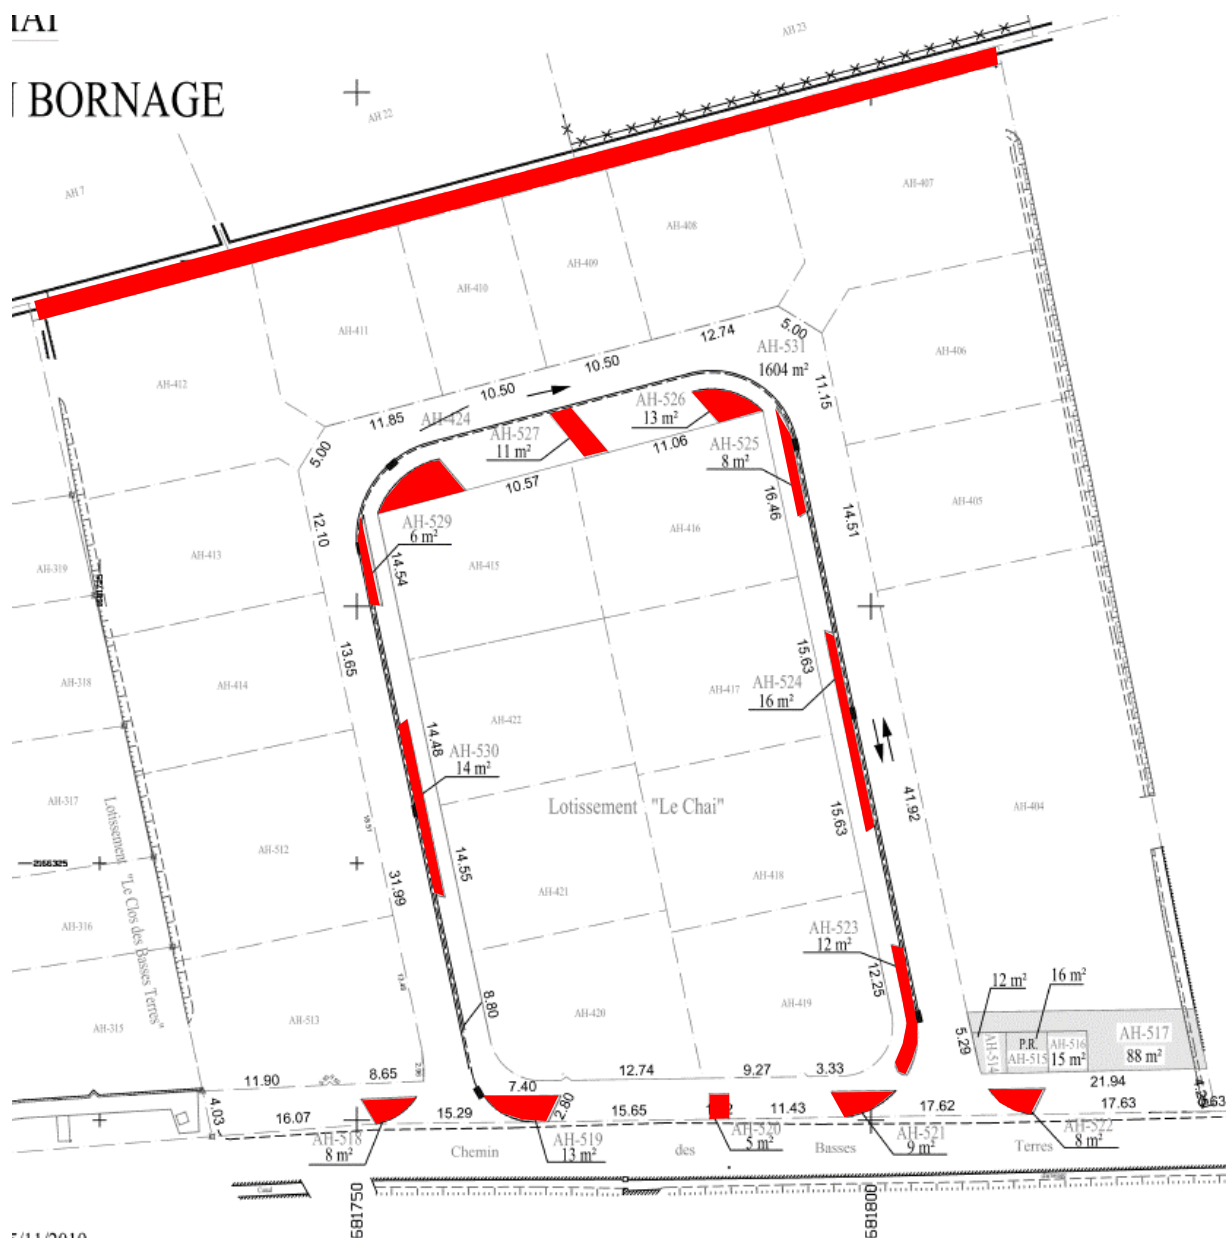 BORNAGE
AH 23
AH 22
AH 7
AH-407
AH-408
AH-409
AH-410
AH-411
AH-412
12.74
5.00
AH-531
1604 m²
10.50
10.50
AH-406
11.85
AH-424
AH-526
13 m²
11.15
AH-527
11 m²
11.06
AH-525
8 m²
5.00
10.57
16.46
AH-405
14.51
12.10
AH-529
6 m²
AH-416
AH-413
AH-415
14.54
AH-319
13.65
15.63
AH-318
AH-414
AH-417
AH-524
16 m²
AH-422
14.48
AH-530
14 m²
AH-317
Lotissement "Le Chai"
41.92
AH-404
15.63
Lotissement "Le Clos des Basses Terres"
AH-512
2166325
31.99
14.55
AH-421
AH-418
AH-316
AH-523
12 m²
12.25
12 m²
16 m²
AH-315
AH-513
8.80
AH-420
AH-419
5.29
AH-514
P.R.
AH-515
AH-516
15 m²
AH-517
88 m²
11.90
8.65
7.40
12.74
9.27
3.33
21.94
4.03
16.07
15.29
2.80
15.65
11.43
17.62
17.63
AH-518
8 m²
AH-519
13 m²
AH-520
5 m²
AH-521
9 m²
AH-522
8 m²
Chemin des Basses Terres
Canal
681750
681800